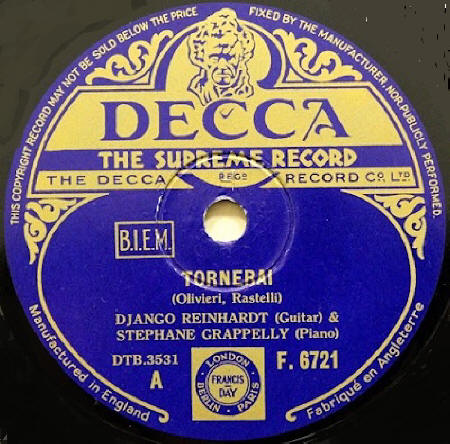 THIS COPYRIGHT RECORD MAY NOT BE SOLD BELOW THE PRICE FIXED BY THE MANUFACTURER, NOR PUBLICLY PERFORMED.
DECCA
THE SUPREME RECORD
THE DECCA REGD RECORD CO. LTD
B.I.E.M.
TORNERAI
(Olivieri, Rastelli)
DJANGO REINHARDT (Guitar) &
STEPHANE GRAPPELLY (Piano)
DTB.3531
A
F. 6721
LONDON
FRANCIS
DAY
BERLIN · PARIS
Manufactured in England
Fabriqué en Angleterre